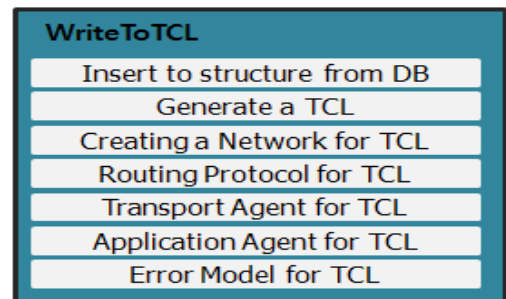 WriteToTCL
Insert to structure from DB
Generate a TCL
Creating a Network for TCL
Routing Protocol for TCL
Transport Agent for TCL
Application Agent for TCL
Error Model for TCL